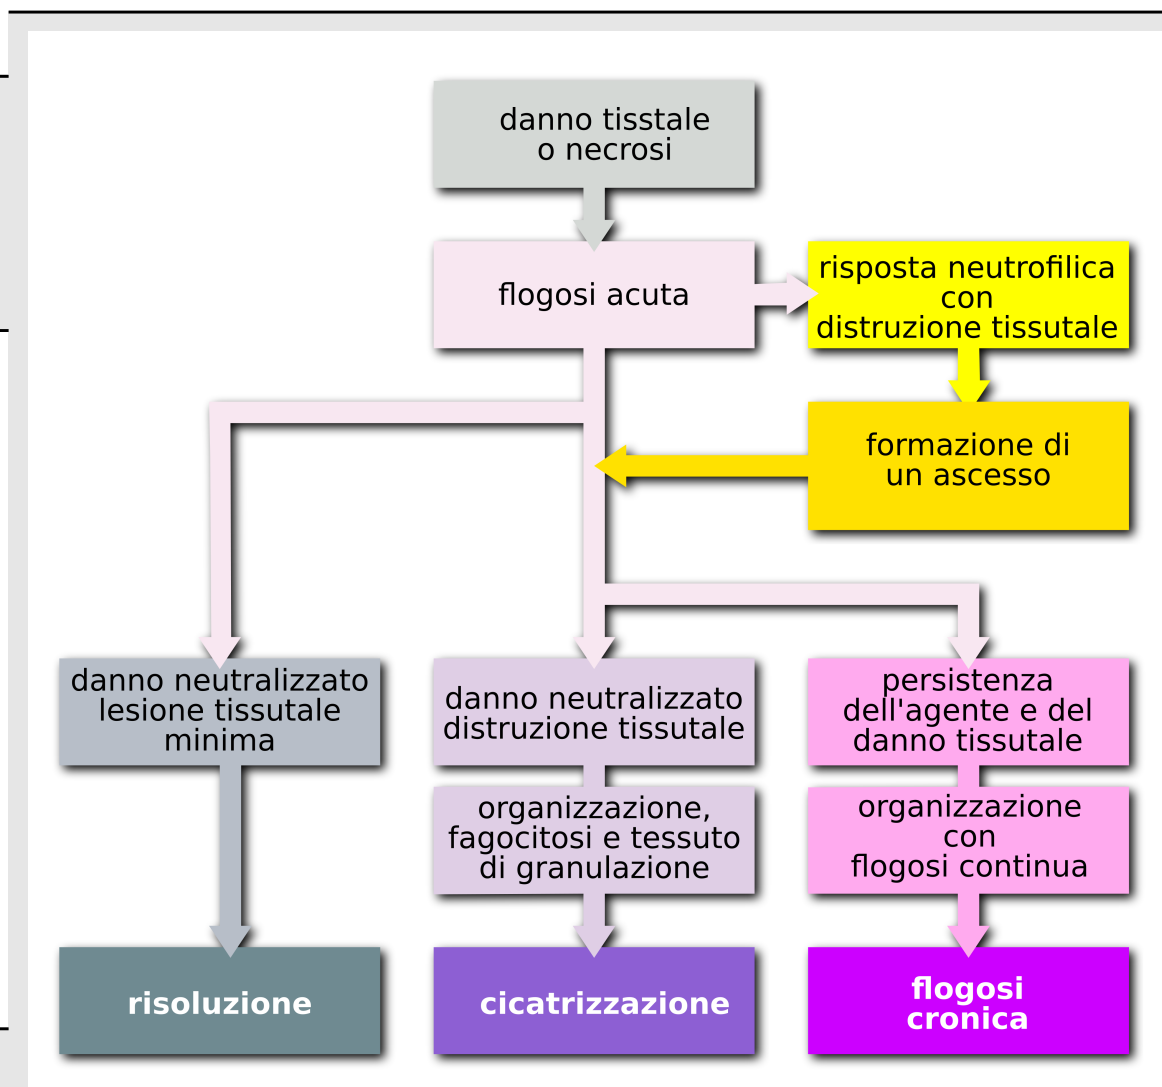 danno tisstale
o necrosi
flogosi acuta
risposta neutrofilica
con
distruzione tissutale
formazione di
un ascesso
danno neutralizzato
lesione tissutale
minima
danno neutralizzato
distruzione tissutale
persistenza
dell'agente e del
danno tissutale
organizzazione,
fagocitosi e tessuto
di granulazione
organizzazione
con
flogosi continua
risoluzione
cicatrizzazione
flogosi
cronica